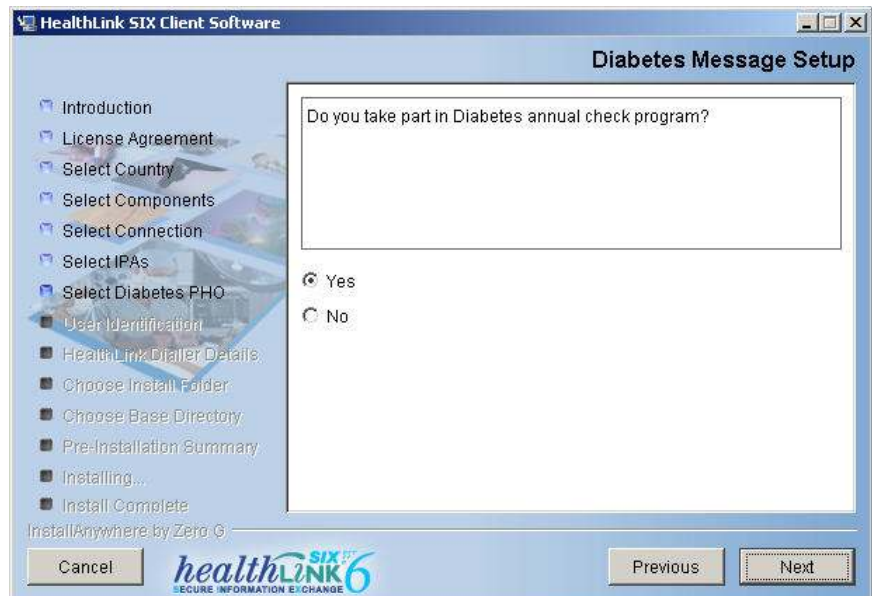 HealthLink SIX Client Software
Diabetes Message Setup
Introduction
License Agreement
Select Country
Select Components
Select Connection
Select IPAs
Select Diabetes PHO
User Identification
HealthLink Dialler Details
Choose Install Folder
Choose Base Directory
Pre-Installation Summary
Installing...
Install Complete
Do you take part in Diabetes annual check program?
Yes
No
InstallAnywhere by Zero G
Cancel
healthLINK SIX 6
SECURE INFORMATION EXCHANGE
Previous
Next